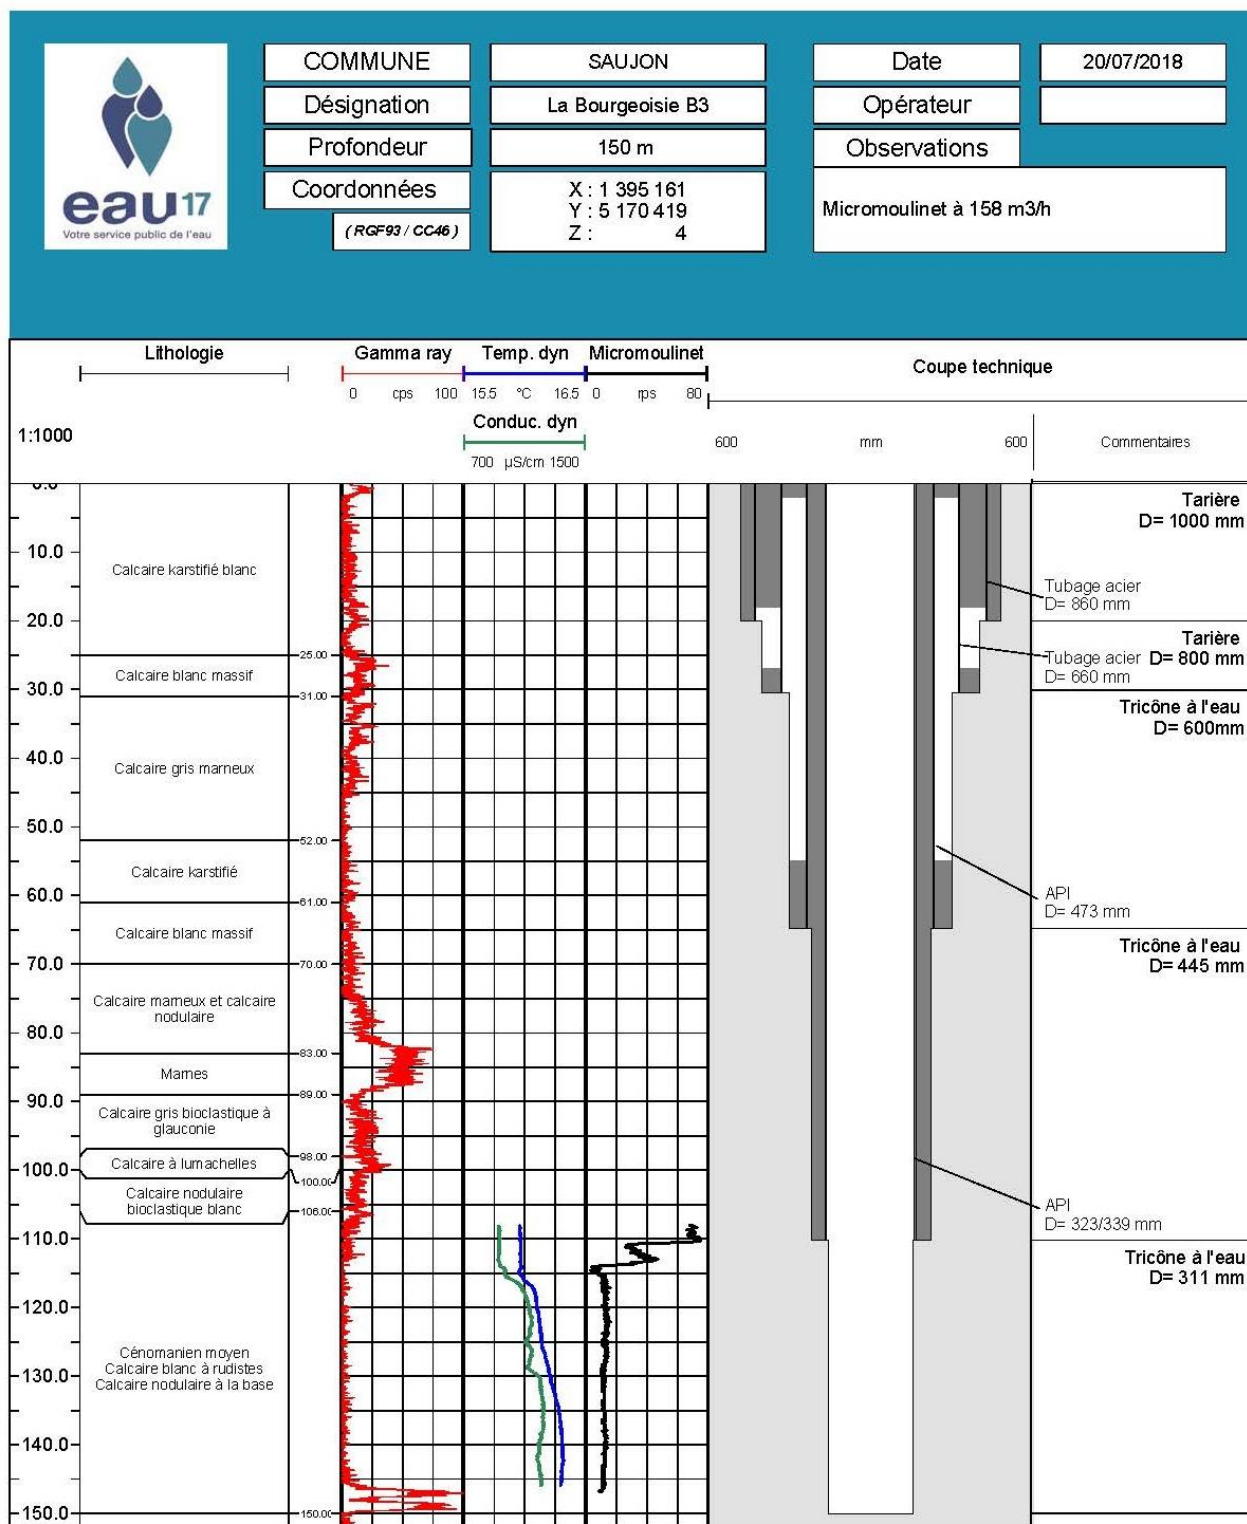 COMMUNE
SAUJON
Date
20/07/2018
Désignation
La Bourgeoisie B3
Opérateur
Profondeur
150 m
Observations
Coordonnées
( RGF93 / CC46 )
X : 1 395 161
Y : 5 170 419
Z : 4
Micromoulinet à 158 m3/h
eau17
Votre service public de l'eau
Lithologie
Gamma ray
0 cps 100
Temp. dyn
15.5 °C 16.5
Micromoulinet
0 rps 80
Coupe technique
Conduc. dyn
700 µS/cm 1500
1:1000
600 mm 600
Commentaires
0.0
10.0
20.0
30.0
40.0
50.0
60.0
70.0
80.0
90.0
100.0
110.0
120.0
130.0
140.0
150.0
Calcaire karstifié blanc
25.00
Calcaire blanc massif
31.00
Calcaire gris marneux
52.00
Calcaire karstifié
61.00
Calcaire blanc massif
70.00
Calcaire marneux et calcaire
nodulaire
83.00
Marnes
89.00
Calcaire gris bioclastique à
glauconie
98.00
Calcaire à lumachelles
100.00
Calcaire nodulaire
bioclastique blanc
106.00
Cénomanien moyen
Calcaire blanc à rudistes
Calcaire nodulaire à la base
150.00
Tarière
D= 1000 mm
Tubage acier
D= 860 mm
Tarière
D= 800 mm
Tubage acier
D= 660 mm
Tricône à l'eau
D= 600mm
API
D= 473 mm
Tricône à l'eau
D= 445 mm
API
D= 323/339 mm
Tricône à l'eau
D= 311 mm